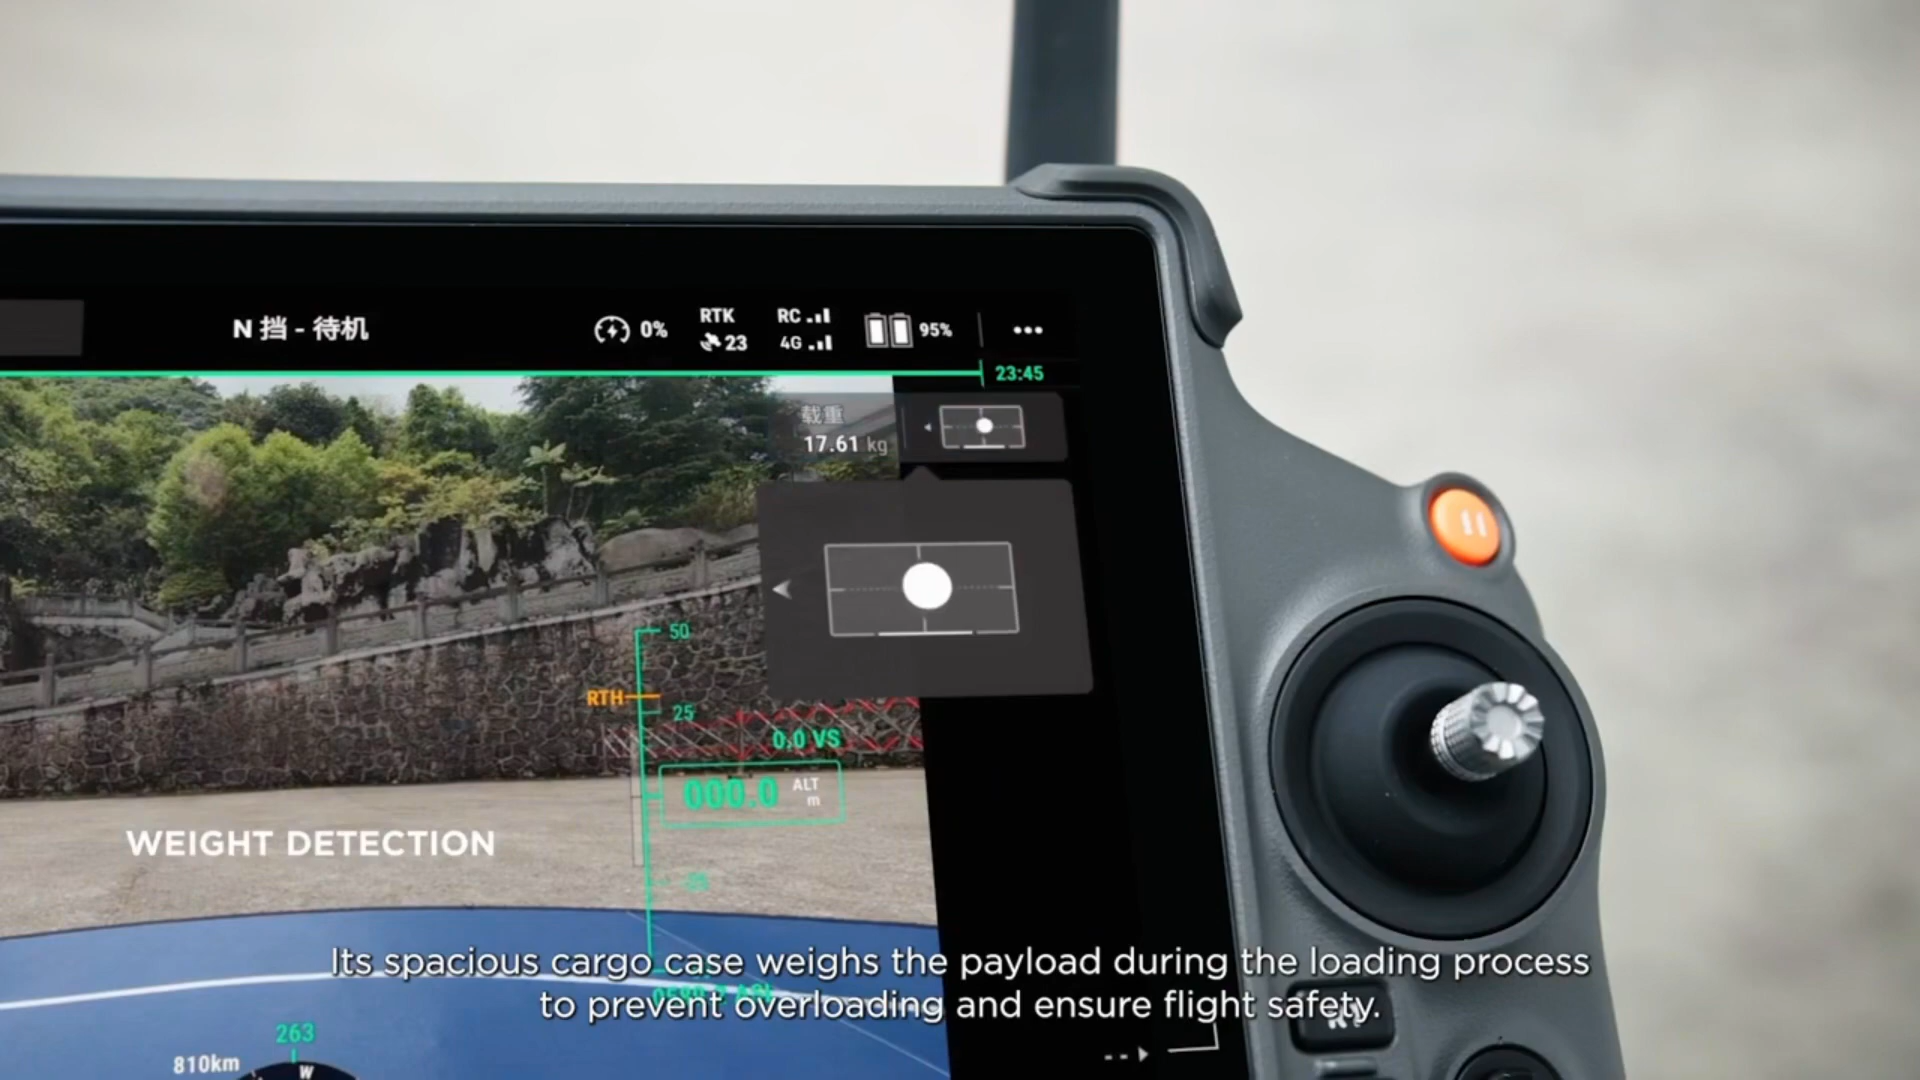 N 挡 - 待机
0%
RTK
23
RC
4G
95%
23:45
载重
17.61 kg
50
RTH
25
0.0 VS
000.0 ALT
m
-25
WEIGHT DETECTION
Its spacious cargo case weighs the payload during the loading process
to prevent overloading and ensure flight safety.
263
810km
W